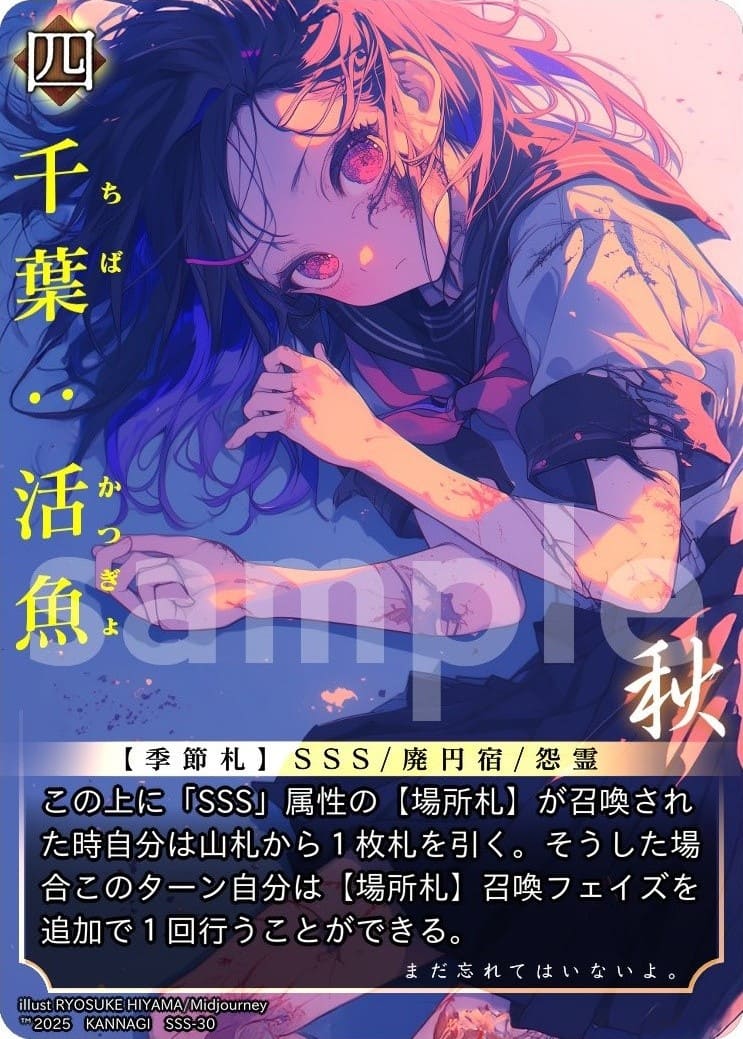 四
千葉：活魚
ちば
かつぎょ
sample
秋
【季節札】SSS/廃円宿/怨霊
この上に「SSS」属性の【場所札】が召喚され
た時自分は山札から１枚札を引く。そうした場
合このターン自分は【場所札】召喚フェイズを
追加で１回行うことができる。
まだ忘れてはいないよ。
illust RYOSUKE HIYAMA/Midjourney
™2025 KANNAGI SSS-30